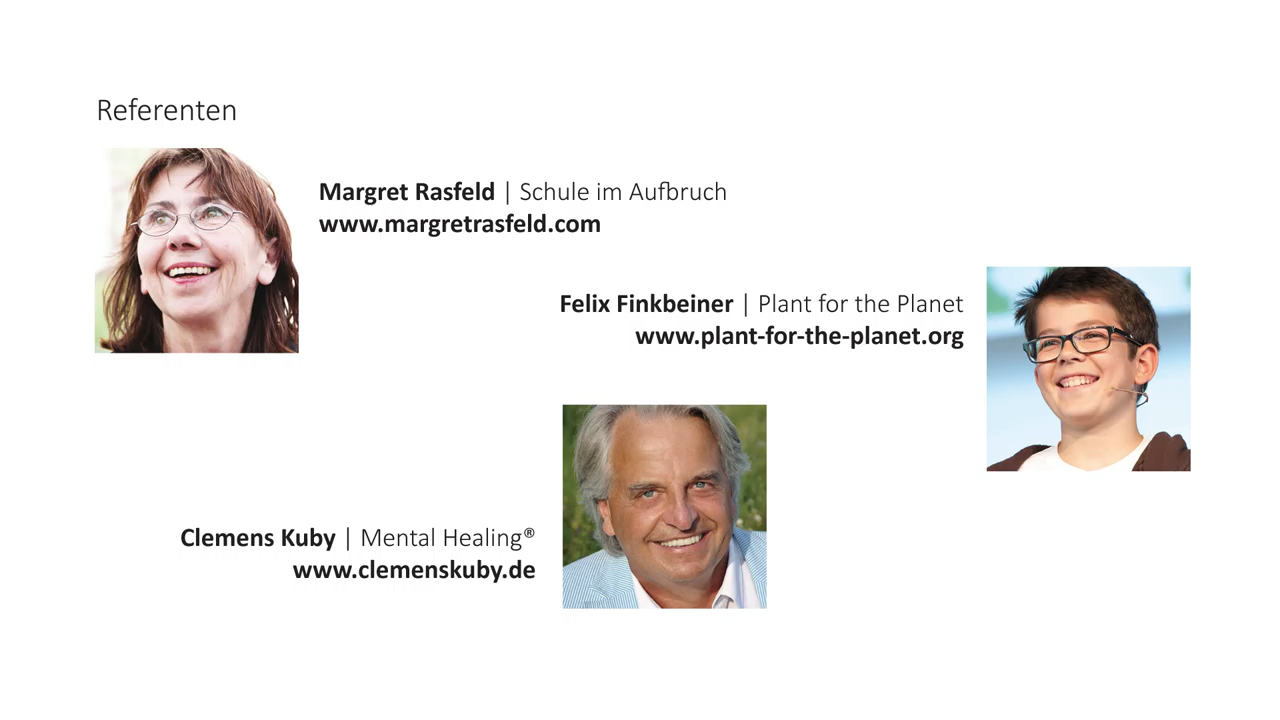 Referenten
Margret Rasfeld | Schule im Aufbruch
www.margretrasfeld.com
Felix Finkbeiner | Plant for the Planet
www.plant-for-the-planet.org
Clemens Kuby | Mental Healing®
www.clemenskuby.de